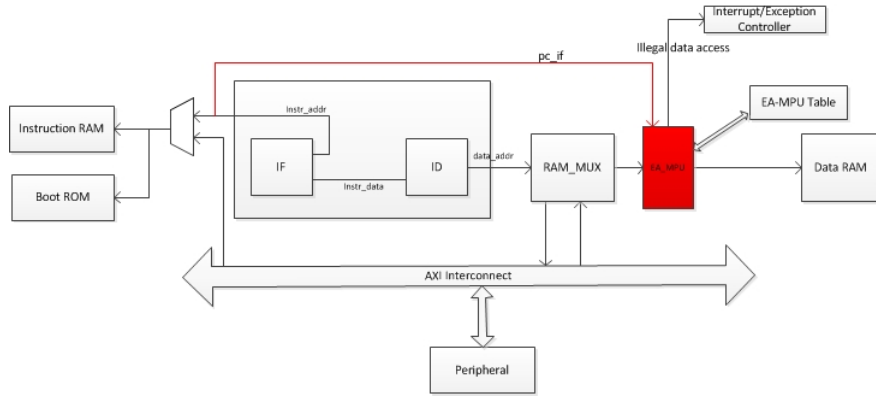 Interrupt/Exception
Controller
Illegal data access
pc_if
EA-MPU Table
Instr_addr
Instruction RAM
IF
ID
data_addr
RAM_MUX
EA_MPU
Data RAM
Instr_data
Boot ROM
AXI Interconnect
Peripheral